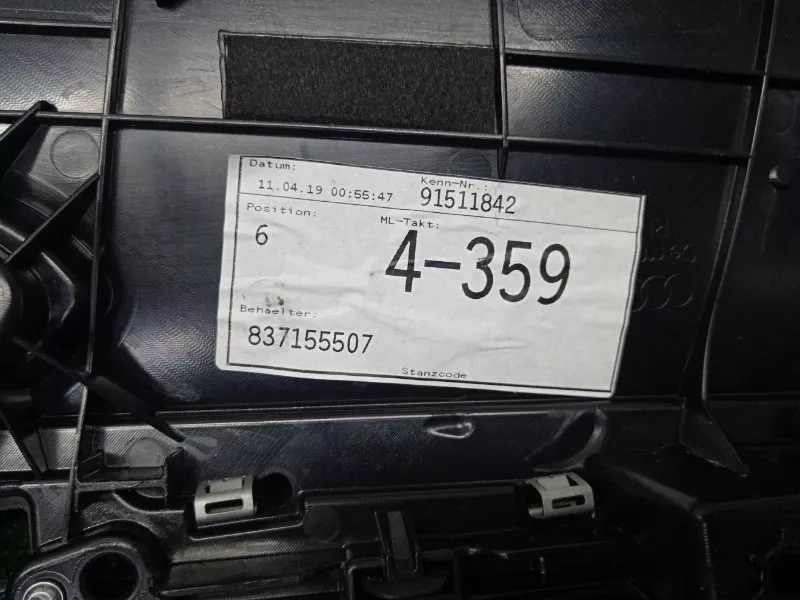 Datum:
11.04.19 00:55:47
Kenn-Nr.:
91511842
Position:
6
ML-Takt:
4-359
Behaelter:
837155507
Stanzcode